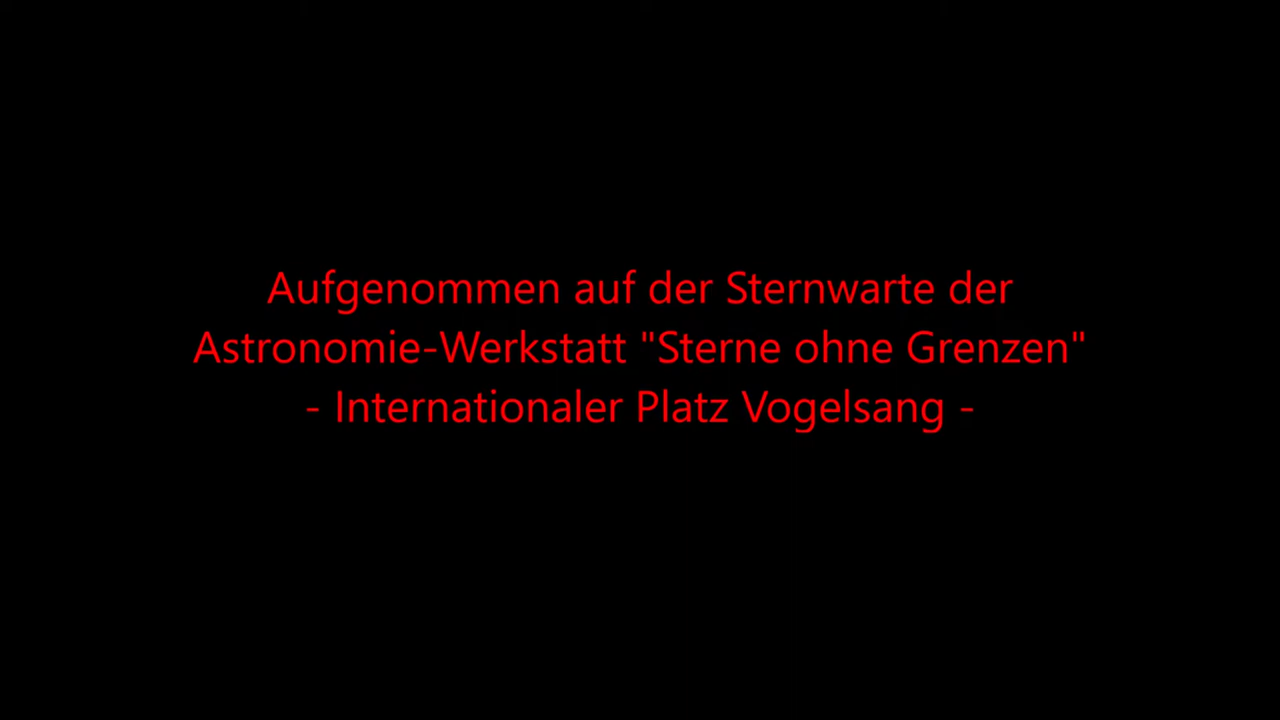 Aufgenommen auf der Sternwarte der
Astronomie-Werkstatt "Sterne ohne Grenzen"
- Internationaler Platz Vogelsang -